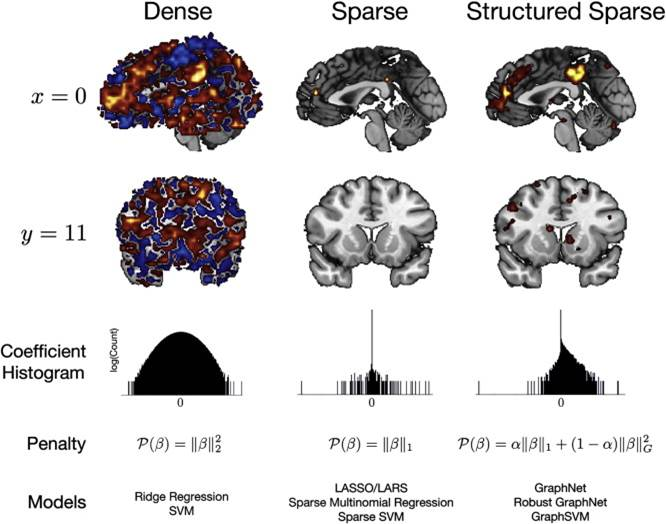 Dense Sparse Structured Sparse
x = 0
y = 11
Coefficient
Histogram
log(Count)
0 0 0
Penalty P(β) = ‖β‖₂² P(β) = ‖β‖₁ P(β) = α‖β‖₁ + (1 − α)‖β‖²_G
Models
Ridge Regression
SVM
LASSO/LARS
Sparse Multinomial Regression
Sparse SVM
GraphNet
Robust GraphNet
GraphSVM